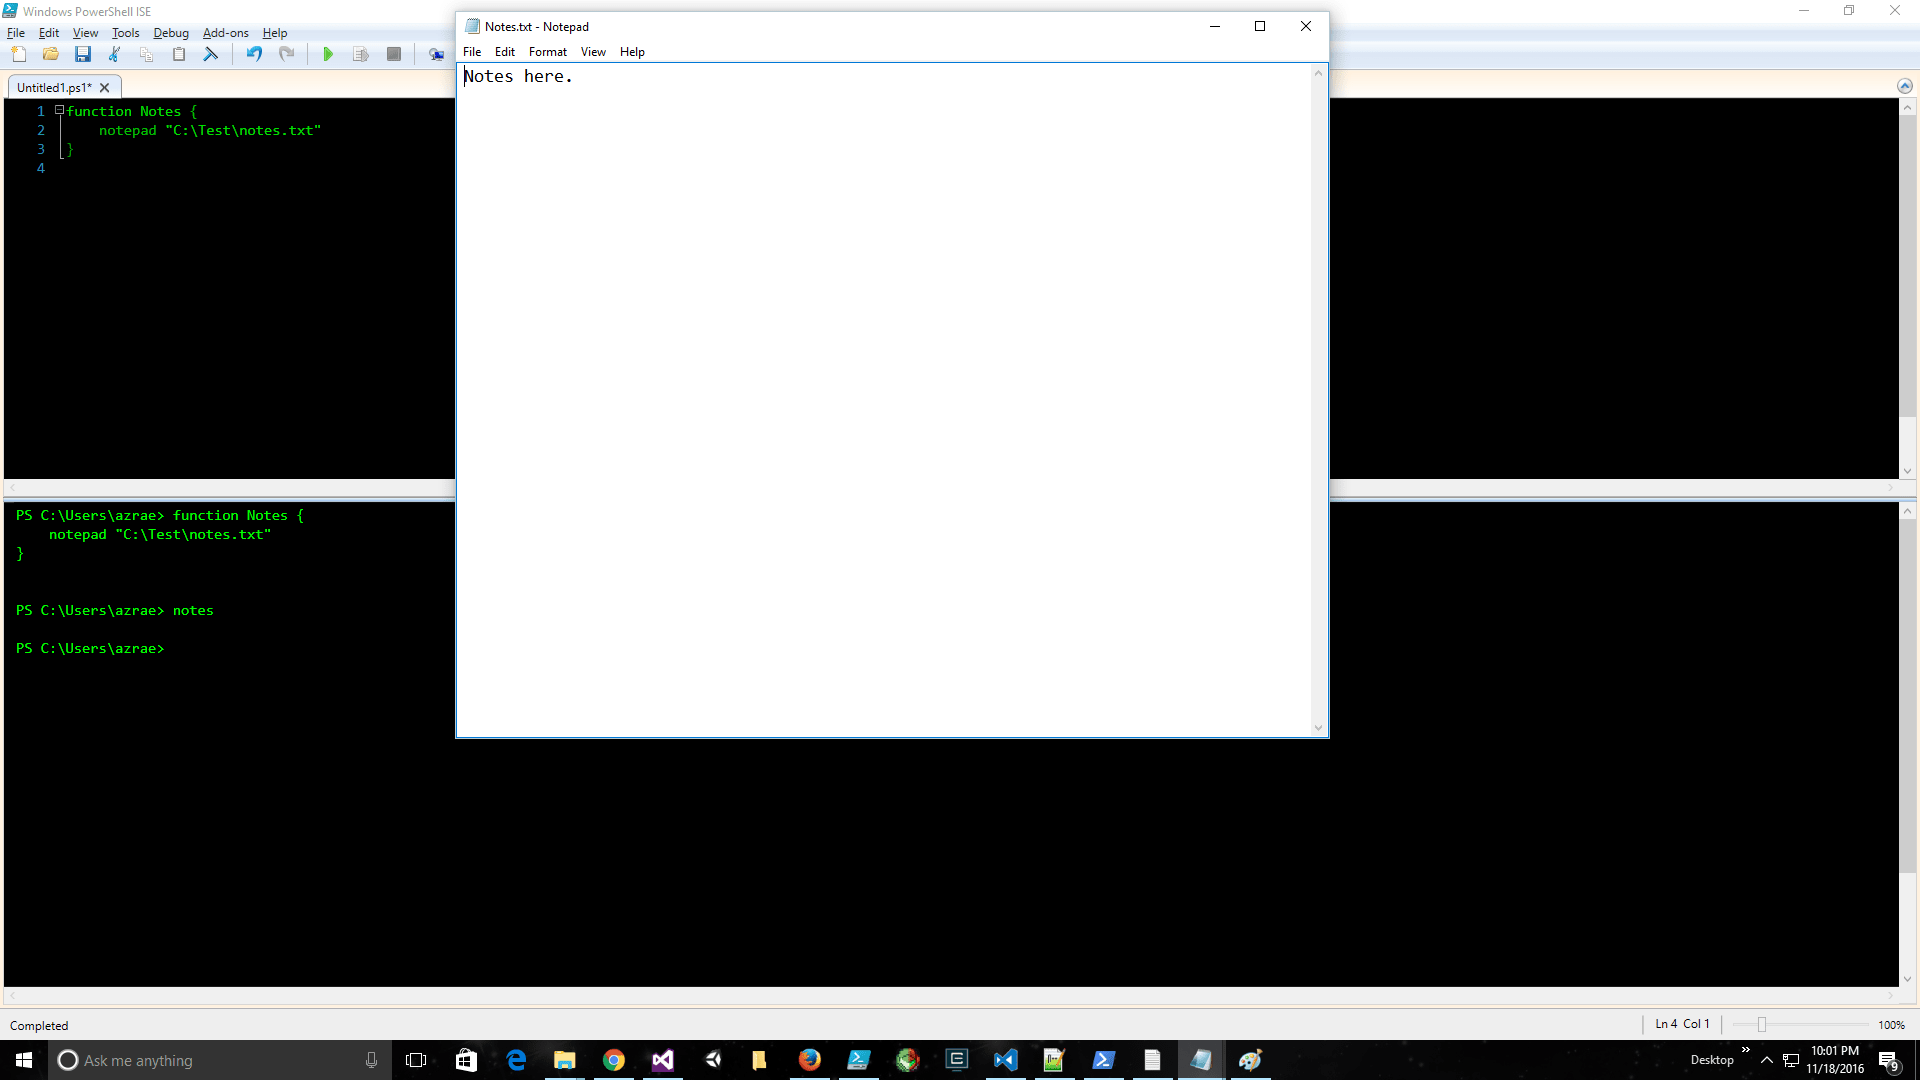 Windows PowerShell ISE
File Edit View Tools Debug Add-ons Help
Untitled1.ps1*
1 function Notes {
2     notepad "C:\Test\notes.txt"
3 }
4
Notes.txt - Notepad
File Edit Format View Help
Notes here.
PS C:\Users\azrae> function Notes {
    notepad "C:\Test\notes.txt"
}
PS C:\Users\azrae> notes
PS C:\Users\azrae>
Completed
Ln 4 Col 1
100%
Ask me anything
Desktop
10:01 PM
11/18/2016
9